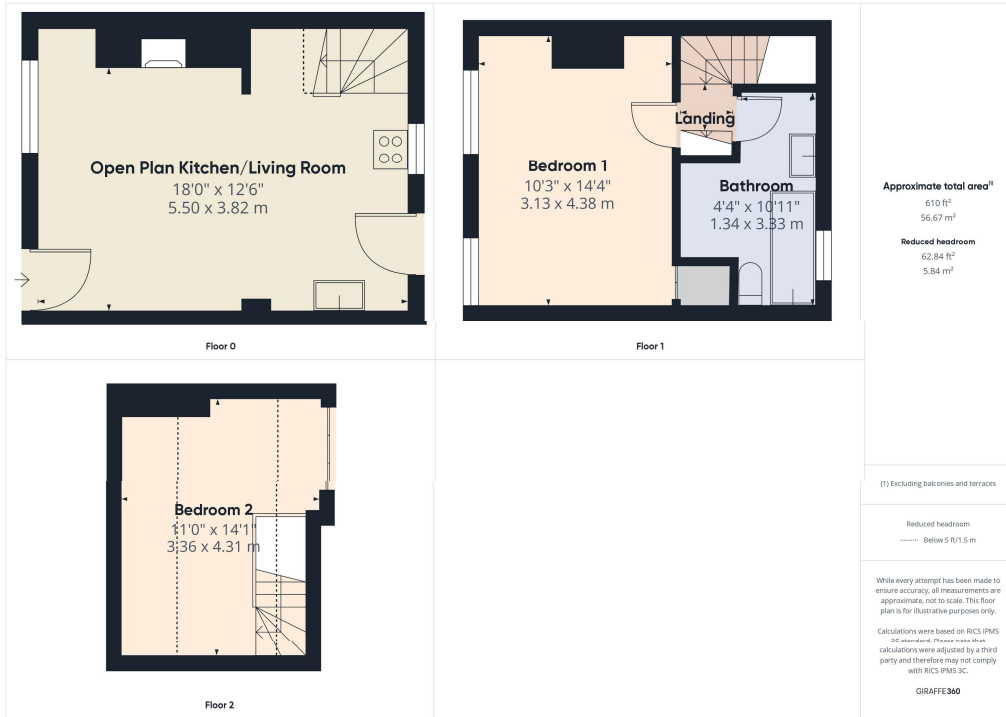 Open Plan Kitchen/Living Room
18'0" x 12'6"
5.50 x 3.82 m
Floor 0
Landing
Bedroom 1
10'3" x 14'4"
3.13 x 4.38 m
Bathroom
4'4" x 10'11"
1.34 x 3.33 m
Floor 1
Bedroom 2
11'0" x 14'1"
3.36 x 4.31 m
Floor 2
Approximate total area⁽¹⁾
610 ft²
56.67 m²
Reduced headroom
62.84 ft²
5.84 m²
(1) Excluding balconies and terraces
Reduced headroom
Below 5 ft/1.5 m
While every attempt has been made to
ensure accuracy, all measurements are
approximate, not to scale. This floor
plan is for illustrative purposes only.
Calculations were based on RICS IPMS
3C standard. Please note that
calculations were adjusted by a third
party and therefore may not comply
with RICS IPMS 3C.
GIRAFFE360